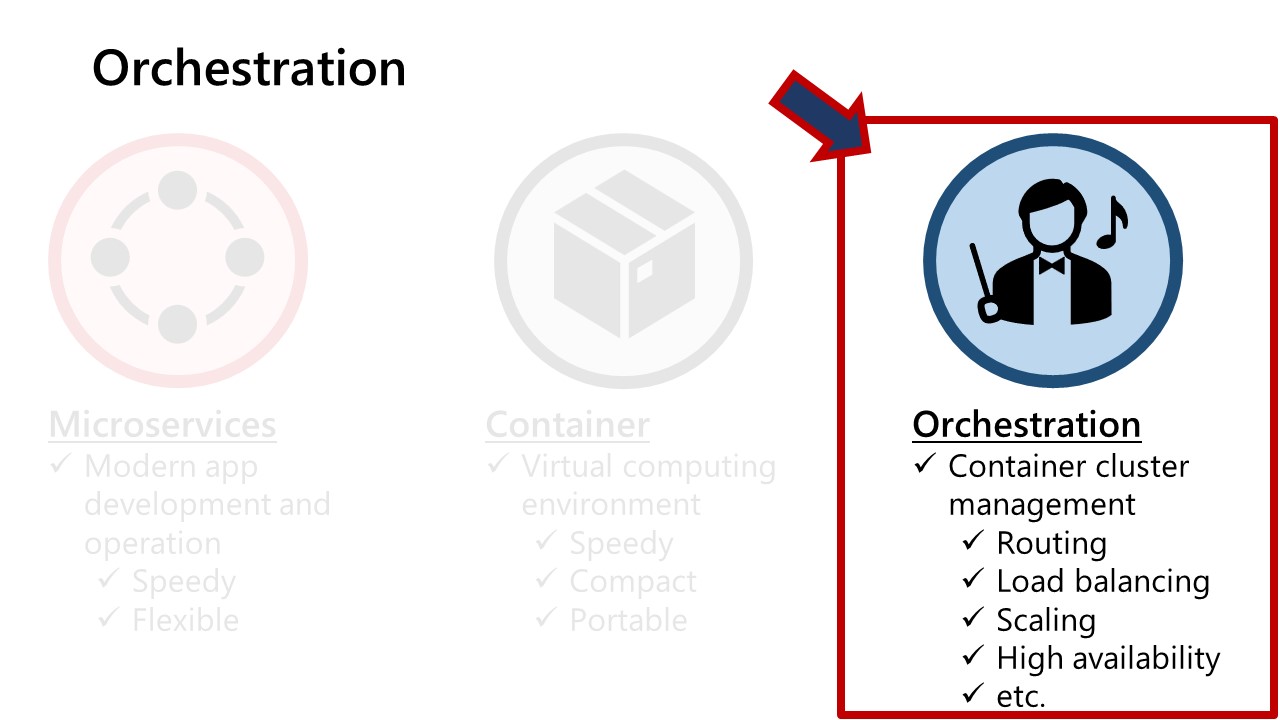 Orchestration
Microservices
✓ Modern app
development and
operation
✓ Speedy
✓ Flexible
Container
✓ Virtual computing
environment
✓ Speedy
✓ Compact
✓ Portable
Orchestration
✓ Container cluster
management
✓ Routing
✓ Load balancing
✓ Scaling
✓ High availability
✓ etc.